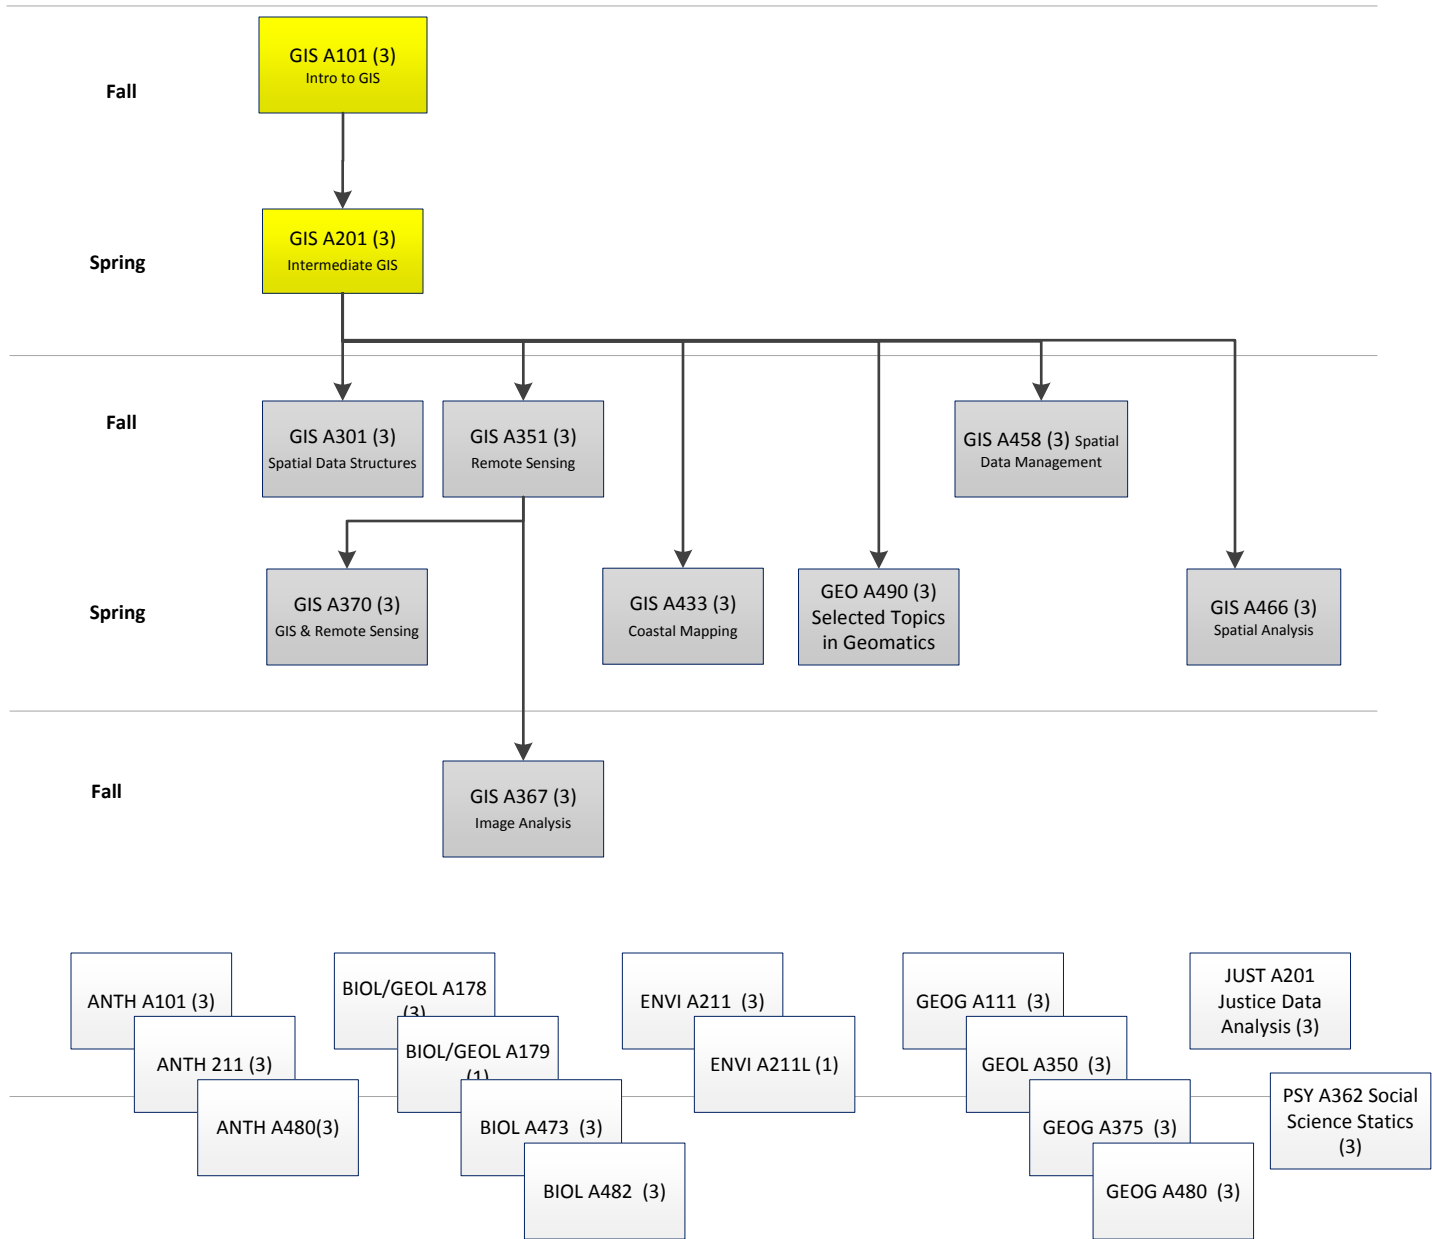 GIS A101 (3)
Intro to GIS
Fall
GIS A201 (3)
Intermediate GIS
Spring
Fall
GIS A301 (3)
Spatial Data Structures
GIS A351 (3)
Remote Sensing
GIS A458 (3) Spatial
Data Management
Spring
GIS A370 (3)
GIS & Remote Sensing
GIS A433 (3)
Coastal Mapping
GEO A490 (3)
Selected Topics
in Geomatics
GIS A466 (3)
Spatial Analysis
Fall
GIS A367 (3)
Image Analysis
ANTH A101 (3)
ANTH 211 (3)
ANTH A480(3)
BIOL/GEOL A178
(3)
BIOL/GEOL A179
(1)
BIOL A473 (3)
BIOL A482 (3)
ENVI A211 (3)
ENVI A211L (1)
GEOG A111 (3)
GEOL A350 (3)
GEOG A375 (3)
GEOG A480 (3)
JUST A201
Justice Data
Analysis (3)
PSY A362 Social
Science Statics
(3)